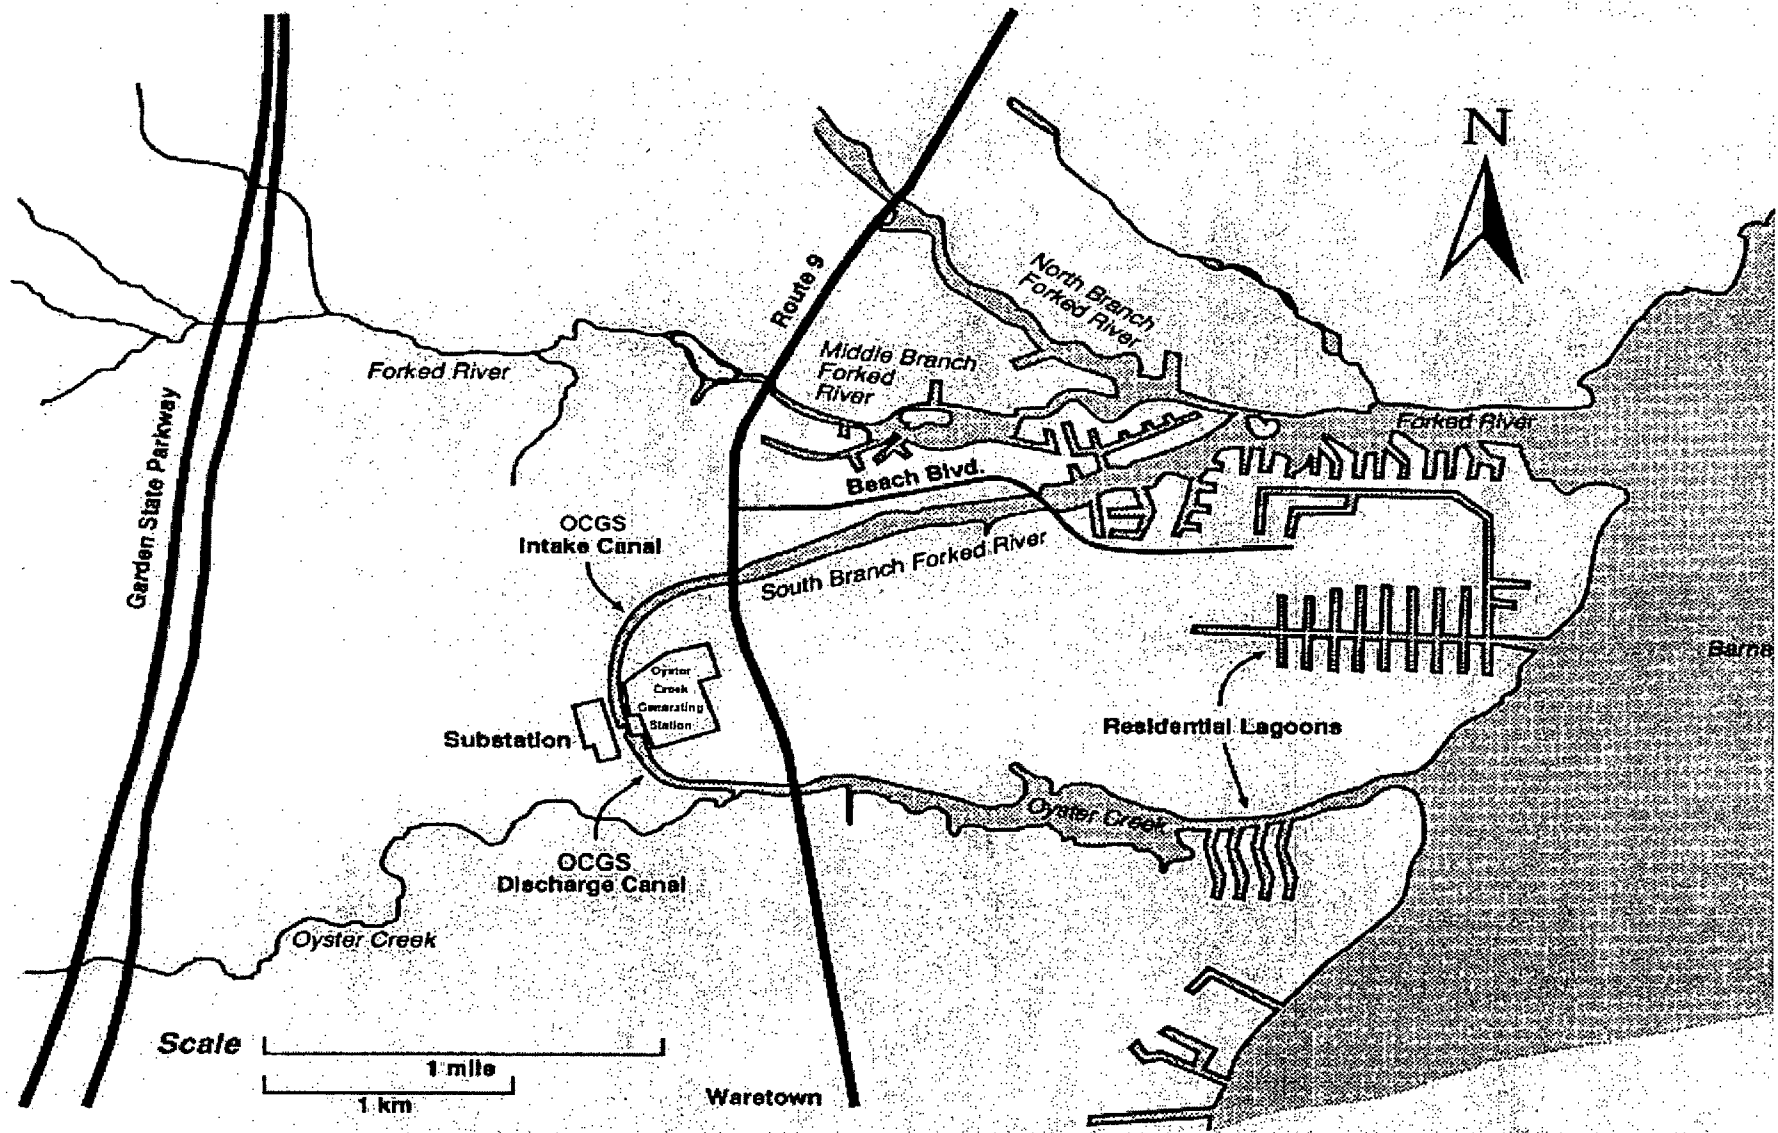 N
Route 9
North Branch
Forked River
Middle Branch
Forked
River
Forked River
Forked River
Garden State Parkway
Beach Blvd.
OCGS
Intake Canal
South Branch Forked River
Oyster
Creek
Generating
Station
Substation
Barne
Residential Lagoons
Oyster Creek
OCGS
Discharge Canal
Oyster Creek
Scale
1 mile
1 km
Waretown